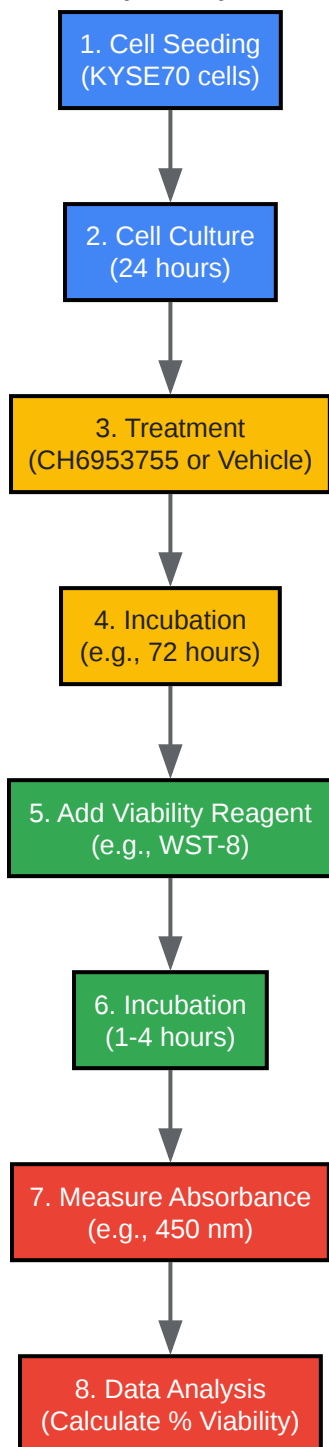 1. Cell Seeding
(KYSE70 cells)
2. Cell Culture
(24 hours)
3. Treatment
(CH6953755 or Vehicle)
4. Incubation
(e.g., 72 hours)
5. Add Viability Reagent
(e.g., WST-8)
6. Incubation
(1-4 hours)
7. Measure Absorbance
(e.g., 450 nm)
8. Data Analysis
(Calculate % Viability)